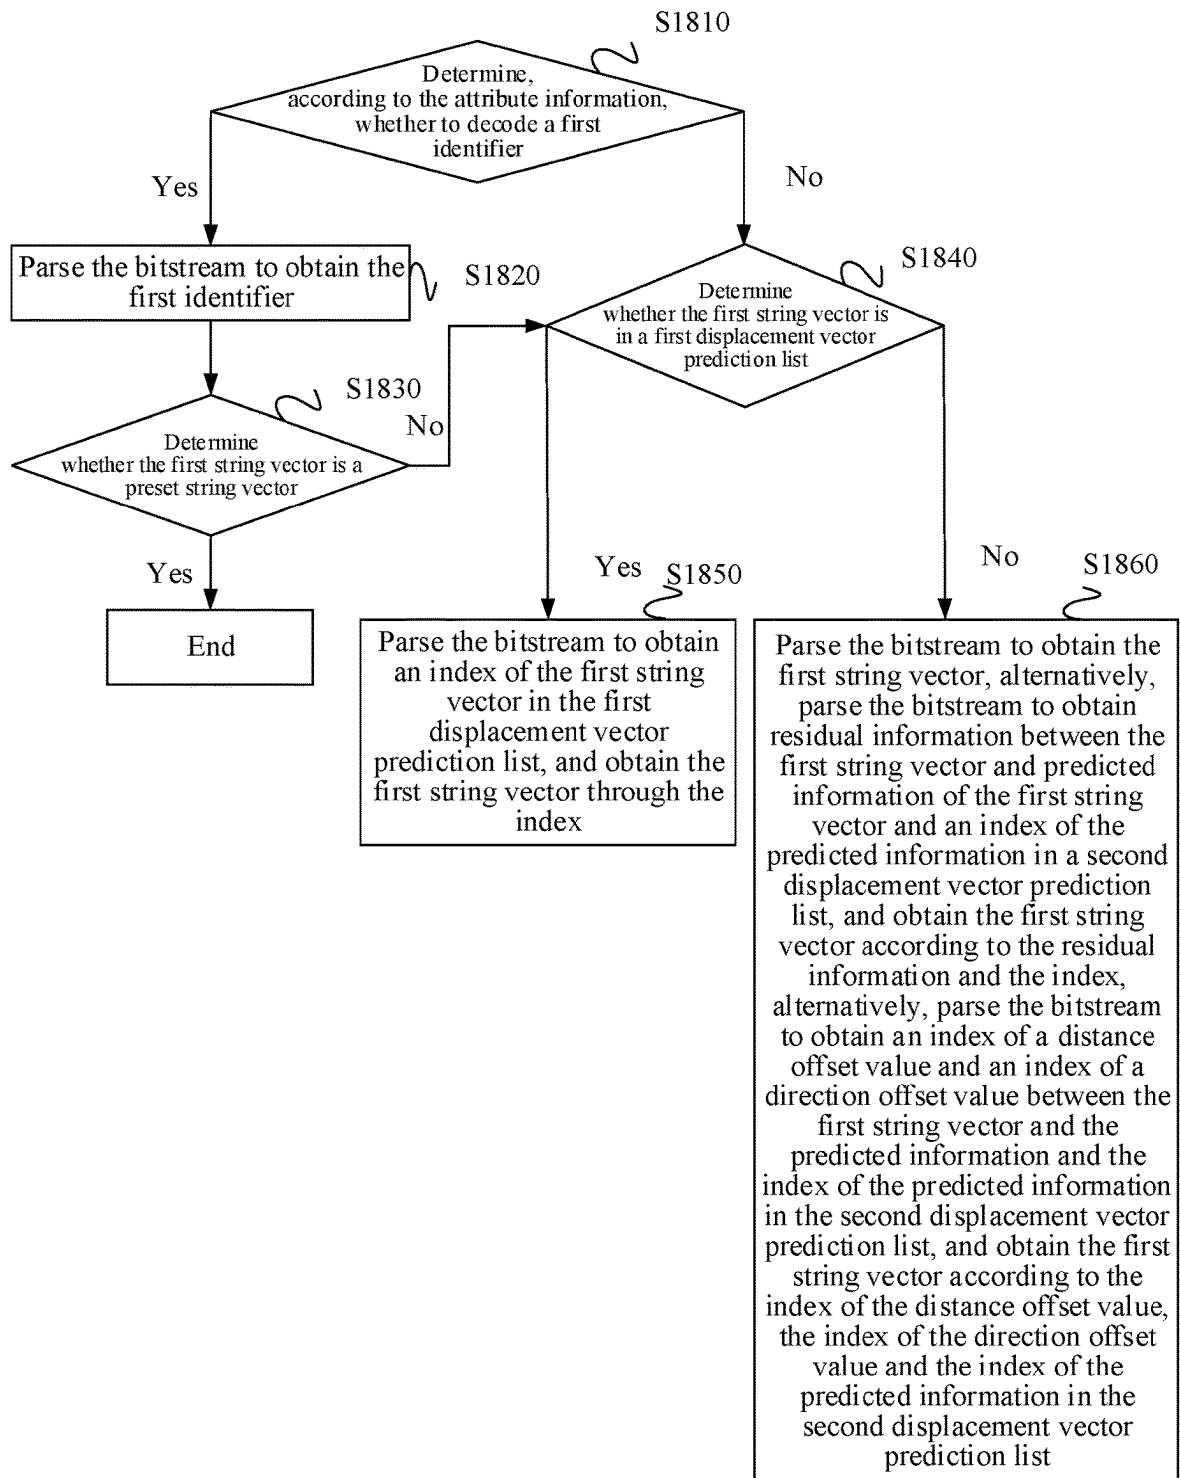 S1810
Determine,
according to the attribute information,
whether to decode a first
identifier
Yes
No
Parse the bitstream to obtain the
first identifier
S1820
S1840
Determine
whether the first string vector is
in a first displacement vector
prediction list
S1830
No
Determine
whether the first string vector is a
preset string vector
Yes
End
Yes
S1850
No
S1860
Parse the bitstream to obtain
an index of the first string
vector in the first
displacement vector
prediction list, and obtain the
first string vector through the
index
Parse the bitstream to obtain the
first string vector, alternatively,
parse the bitstream to obtain
residual information between the
first string vector and predicted
information of the first string
vector and an index of the
predicted information in a second
displacement vector prediction
list, and obtain the first string
vector according to the residual
information and the index,
alternatively, parse the bitstream
to obtain an index of a distance
offset value and an index of a
direction offset value between the
first string vector and the
predicted information and the
index of the predicted information
in the second displacement vector
prediction list, and obtain the first
string vector according to the
index of the distance offset value,
the index of the direction offset
value and the index of the
predicted information in the
second displacement vector
prediction list